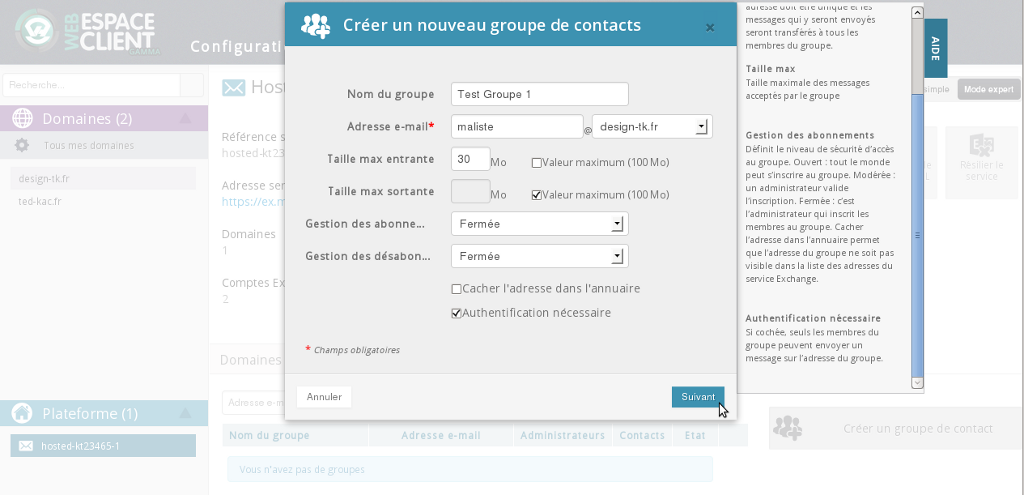 WEB ESPACE CLIENT
GAMMA
Configurati
Recherche...
Domaines (2)
Tous mes domaines
design-tk.fr
ted-kac.fr
Plateforme (1)
hosted-kt23465-1
Host
Référence s
hosted-kt23
Adresse ser
https://ex.m
Domaines
1
Comptes Ex
2
Domaines
Adresse e-m
Créer un nouveau groupe de contacts
×
Nom du groupe
Test Groupe 1
Adresse e-mail*
maliste
@
design-tk.fr
Taille max entrante
30
Mo
Valeur maximum (100 Mo)
Taille max sortante
Mo
Valeur maximum (100 Mo)
Gestion des abonne...
Fermée
Gestion des désabon...
Fermée
Cacher l'adresse dans l'annuaire
Authentification nécessaire
* Champs obligatoires
Annuler
Suivant
adresse doit être unique et les
messages qui y seront envoyés
seront transférés à tous les
membres du groupe.
Taille max
Taille maximale des messages
acceptés par le groupe
Gestion des abonnements
Définit le niveau de sécurité d'accès
au groupe. Ouvert : tout le monde
peut s'inscrire au groupe. Modérée :
un administrateur valide
l'inscription. Fermée : c'est
l'administrateur qui inscrit les
membres au groupe. Cacher
l'adresse dans l'annuaire permet
que l'adresse du groupe ne soit pas
visible dans la liste des adresses du
service Exchange.
Authentification nécessaire
Si cochée, seuls les membres du
groupe peuvent envoyer un
message sur l'adresse du groupe.
AIDE
simple
Mode expert
re
L
Résilier le
service
Nom du groupe
Adresse e-mail
Administrateurs
Contacts
Etat
Vous n'avez pas de groupes
Créer un groupe de contact